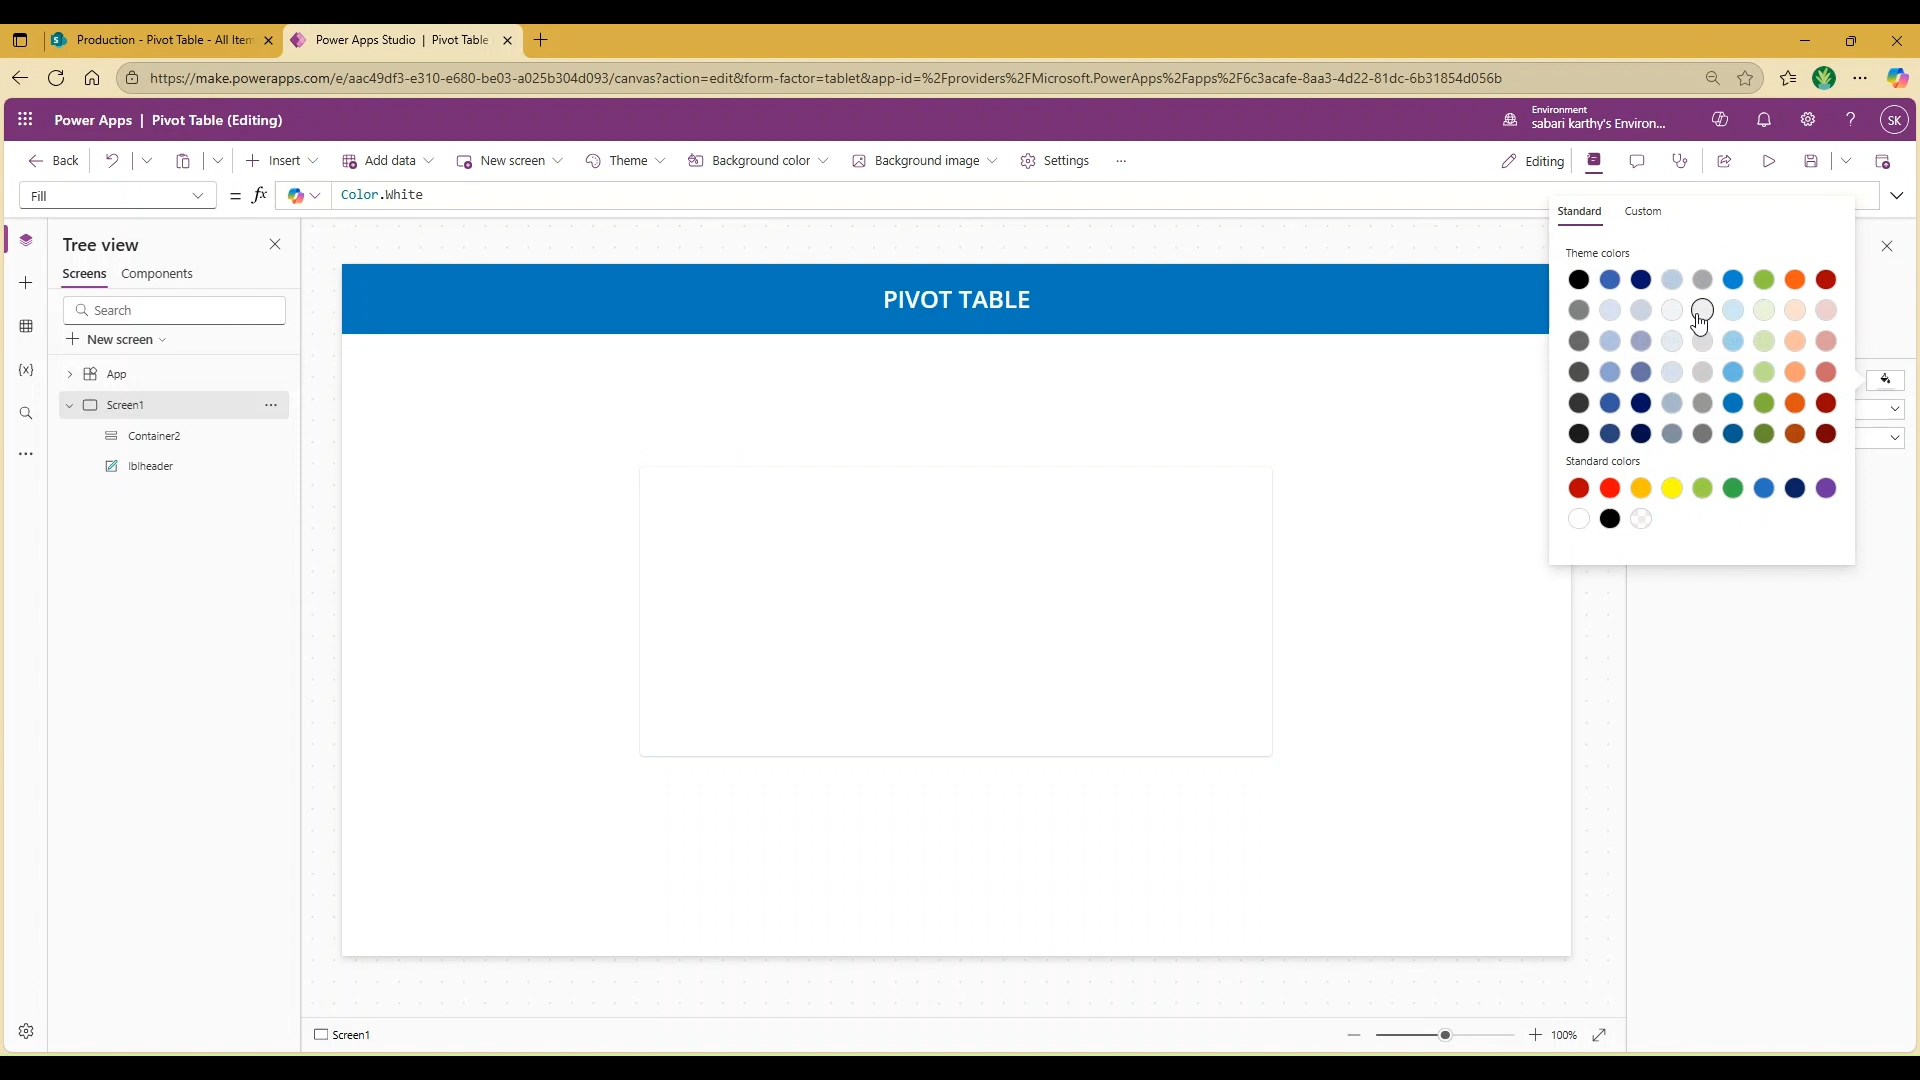 Production - Pivot Table - All Item
Power Apps Studio | Pivot Table
https://make.powerapps.com/e/aac49df3-e310-e680-be03-a025b304d093/canvas?action=edit&form-factor=tablet&app-id=%2Fproviders%2FMicrosoft.PowerApps%2Fapps%2F6c3acafe-8aa3-4d22-81dc-6b31854d056b
Power Apps | Pivot Table (Editing)
Environment
sabari karthy's Environ...
SK
Back
Insert
Add data
New screen
Theme
Background color
Background image
Settings
...
Editing
Fill
=
fx
Color.White
Tree view
Screens
Components
Search
New screen
App
Screen1
...
Container2
lblheader
PIVOT TABLE
Standard
Custom
Theme colors
Standard colors
Screen1
100%